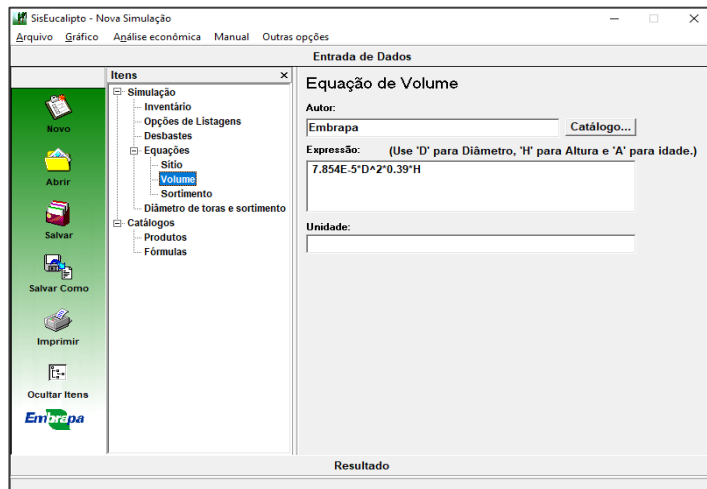 SisEucalipto - Nova Simulação
Arquivo Gráfico Análise econômica Manual Outras opções
Entrada de Dados
Itens
Novo
Abrir
Salvar
Salvar Como
Imprimir
Ocultar Itens
Embrapa
Simulação
Inventário
Opções de Listagens
Desbastes
Equações
Sítio
Volume
Sortimento
Diâmetro de toras e sortimento
Catálogos
Produtos
Fórmulas
Equação de Volume
Autor:
Embrapa Catálogo...
Expressão: (Use 'D' para Diâmetro, 'H' para Altura e 'A' para idade.)
7.854E-5*D^2*0.39*H
Unidade:
Resultado